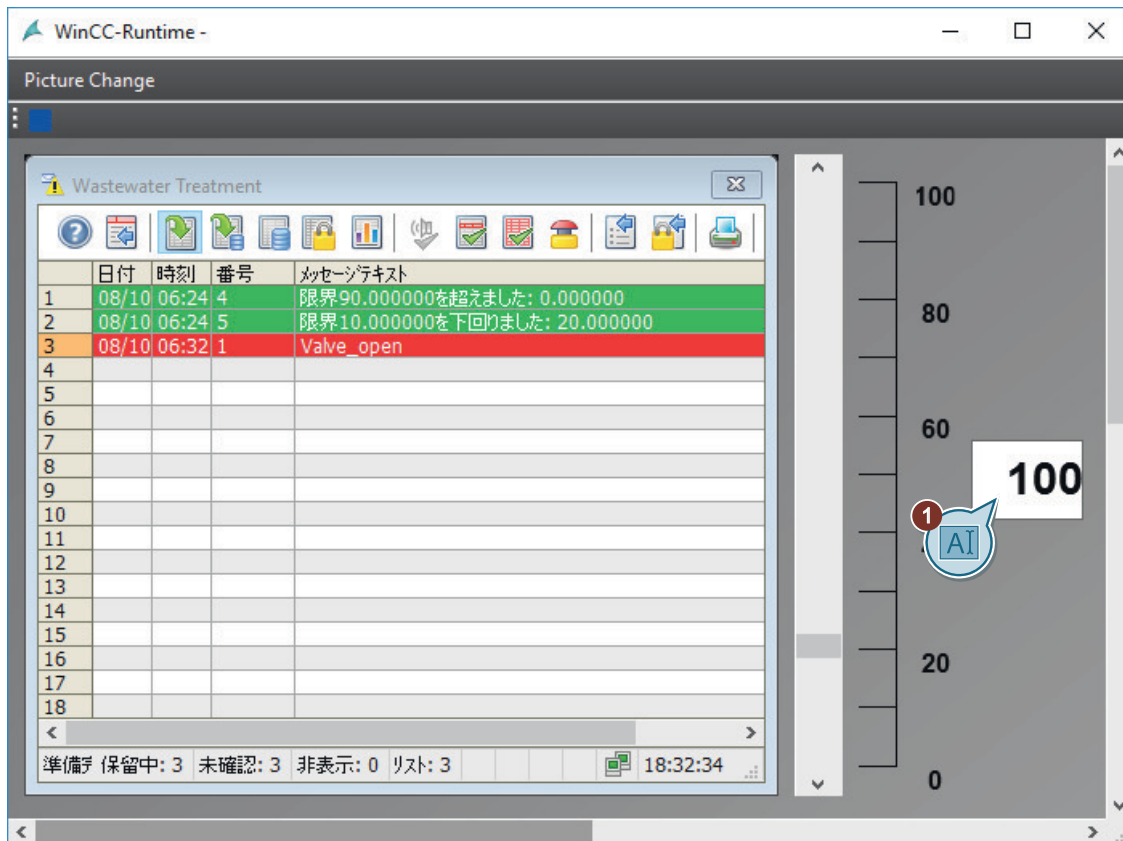 WinCC-Runtime -
Picture Change
Wastewater Treatment
日付 時刻 番号 メッセージテキスト
1 08/10 06:24 4 限界90.000000を超えました: 0.000000
2 08/10 06:24 5 限界10.000000を下回りました: 20.000000
3 08/10 06:32 1 Valve_open
4
5
6
7
8
9
10
11
12
13
14
15
16
17
18
保留中: 3 未確認: 3 非表示: 0 リスト: 3 18:32:34
100
80
60
100
1
AI
20
0